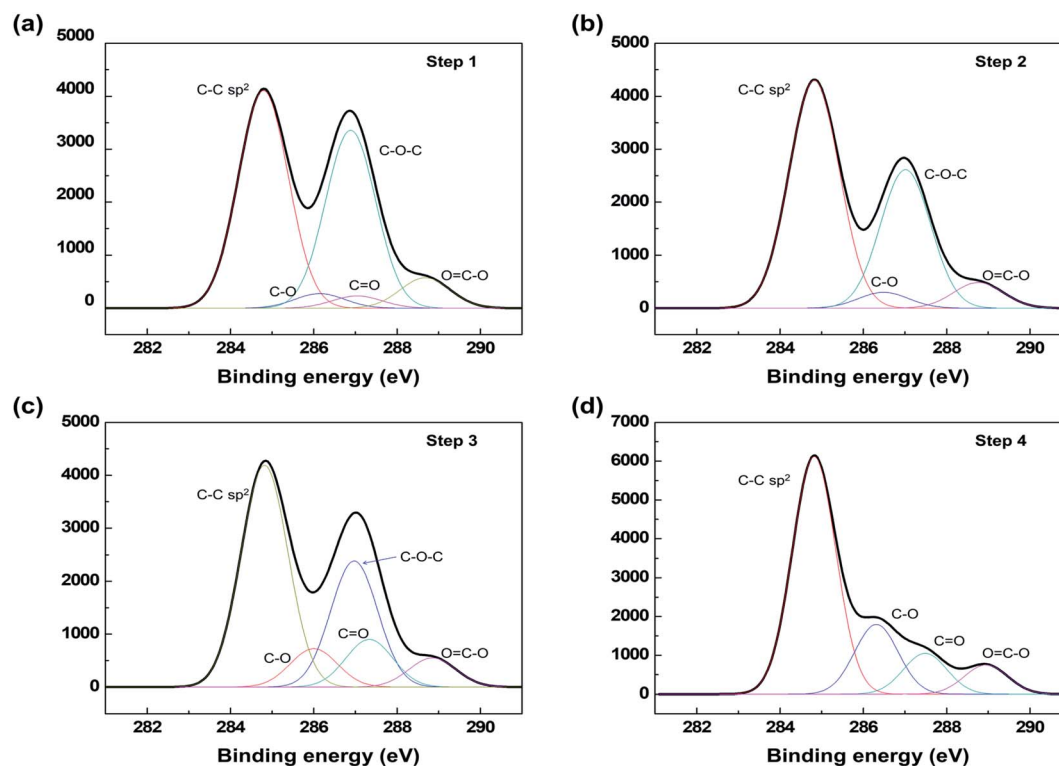 (a)
5000
4000
3000
2000
1000
0
Step 1
C-C sp²
C-O-C
C-O
C=O
O=C-O
282 284 286 288 290
Binding energy (eV)
(b)
5000
4000
3000
2000
1000
0
Step 2
C-C sp²
C-O-C
C-O
O=C-O
282 284 286 288 290
Binding energy (eV)
(c)
5000
4000
3000
2000
1000
0
Step 3
C-C sp²
C-O-C
C=O
C-O
O=C-O
282 284 286 288 290
Binding energy (eV)
(d)
7000
6000
5000
4000
3000
2000
1000
0
Step 4
C-C sp²
C-O
C=O
O=C-O
282 284 286 288 290
Binding energy (eV)